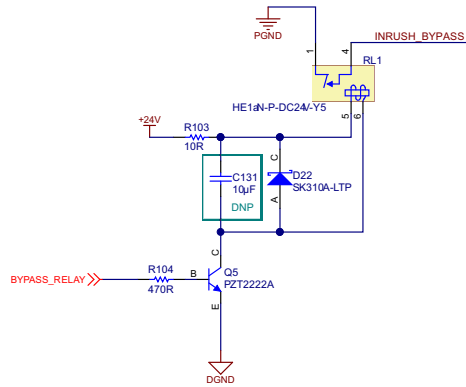 PGND
1
4
INRUSH_BYPASS
RL1
HE1aN-P-DC24V-Y5
+24V
R103
10R
5
6
C131
10µF
DNP
C
D22
SK310A-LTP
A
C
BYPASS_RELAY
R104
470R
B
Q5
PZT2222A
E
DGND